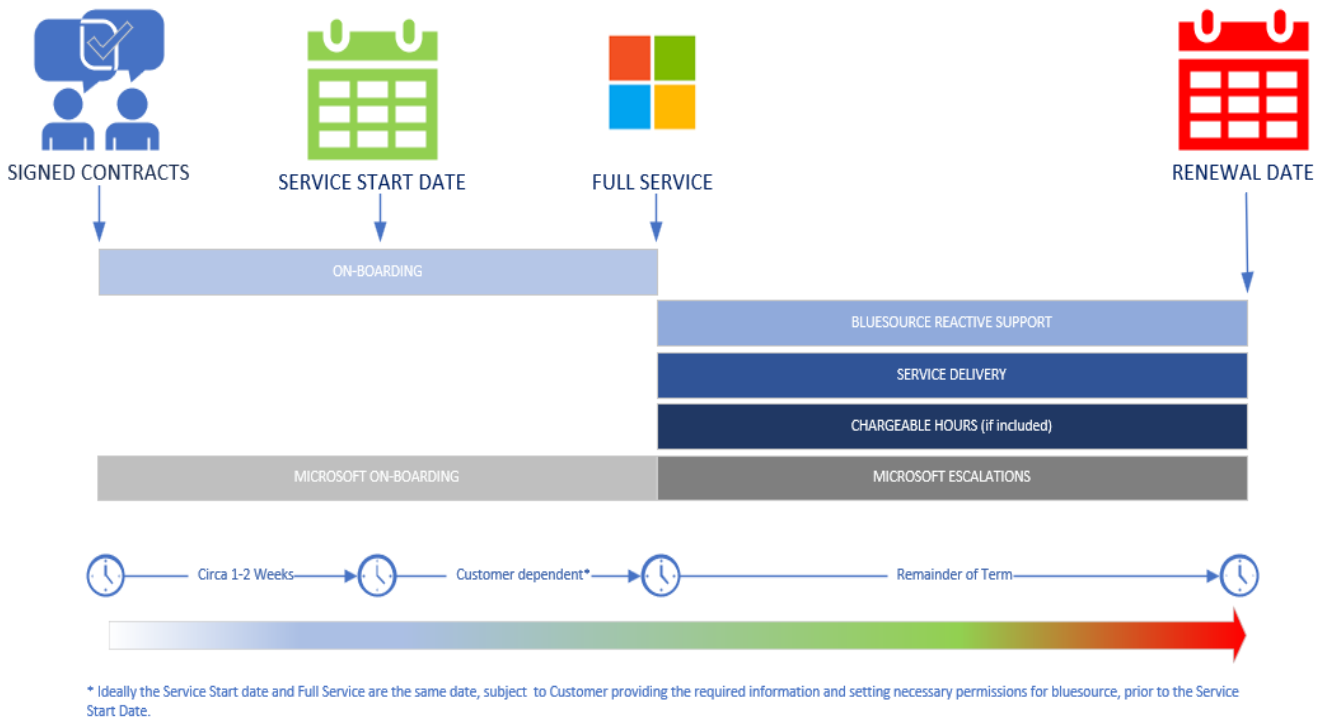 SIGNED CONTRACTS
SERVICE START DATE
FULL SERVICE
RENEWAL DATE
ON-BOARDING
BLUESOURCE REACTIVE SUPPORT
SERVICE DELIVERY
CHARGEABLE HOURS (if included)
MICROSOFT ON-BOARDING
MICROSOFT ESCALATIONS
Circa 1-2 Weeks
Customer dependent*
Remainder of Term
* Ideally the Service Start date and Full Service are the same date, subject to Customer providing the required information and setting necessary permissions for bluesource, prior to the Service
Start Date.